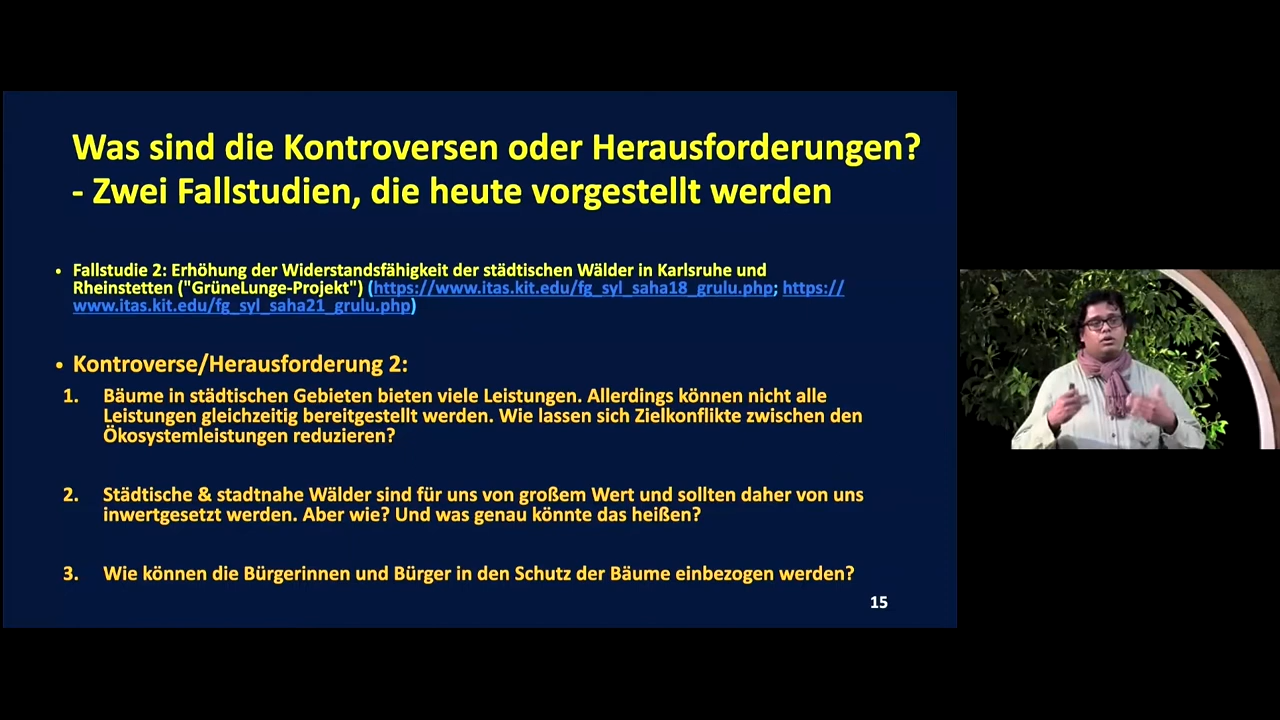 Was sind die Kontroversen oder Herausforderungen?
- Zwei Fallstudien, die heute vorgestellt werden
• Fallstudie 2: Erhöhung der Widerstandsfähigkeit der städtischen Wälder in Karlsruhe und
Rheinstetten ("GrüneLunge-Projekt") (https://www.itas.kit.edu/fg_syl_saha18_grulu.php; https://
www.itas.kit.edu/fg_syl_saha21_grulu.php)
• Kontroverse/Herausforderung 2:
1. Bäume in städtischen Gebieten bieten viele Leistungen. Allerdings können nicht alle
Leistungen gleichzeitig bereitgestellt werden. Wie lassen sich Zielkonflikte zwischen den
Ökosystemleistungen reduzieren?
2. Städtische & stadtnahe Wälder sind für uns von großem Wert und sollten daher von uns
inwertgesetzt werden. Aber wie? Und was genau könnte das heißen?
3. Wie können die Bürgerinnen und Bürger in den Schutz der Bäume einbezogen werden?
15